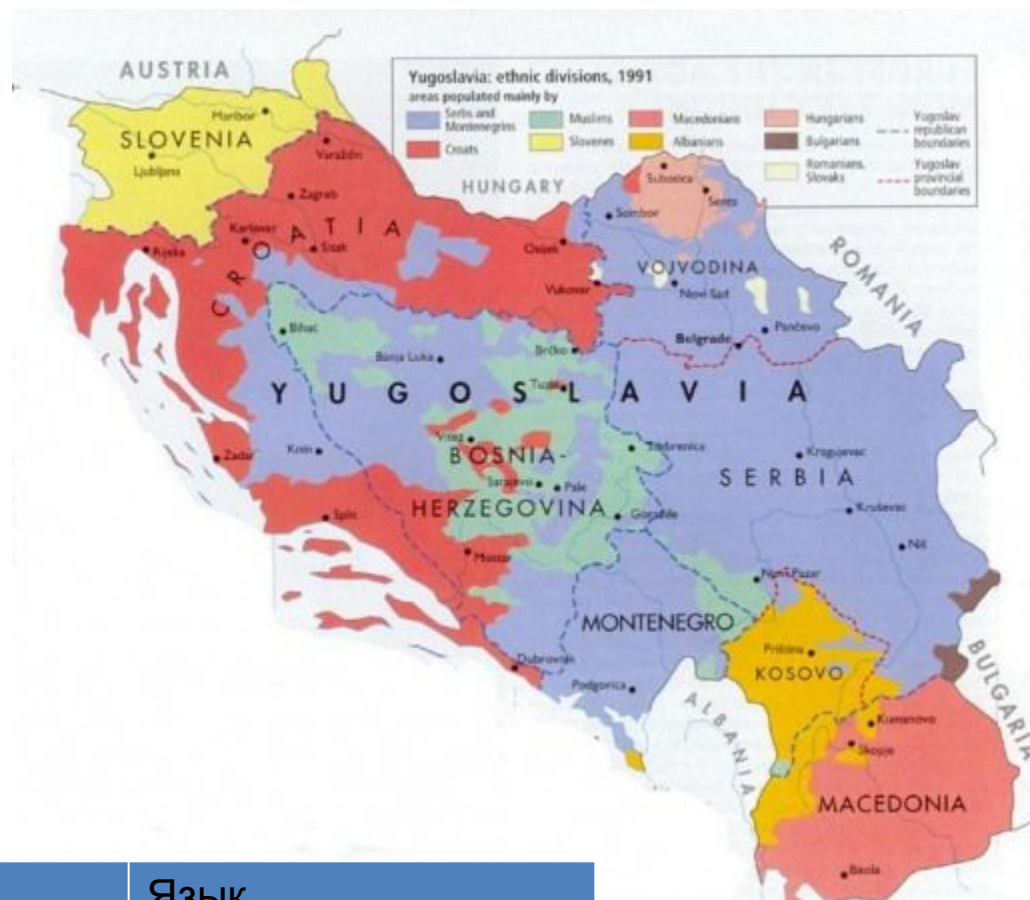 AUSTRIA
Yugoslavia: ethnic divisions, 1991
areas populated mainly by
Serbs and Montenegrins
Croats
Muslims
Slovenes
Macedonians
Albanians
Hungarians
Bulgarians
Romanians, Slovaks
Yugoslav republican boundaries
Yugoslav provincial boundaries
Maribor
SLOVENIA
Ljubljana
Varaždin
Zagreb
HUNGARY
Subotica
Senta
Sombor
Karlovac
CROATIA
Rijeka
Sisak
Osijek
VOJVODINA
ROMANIA
Vukovar
Novi Sad
Bihać
Pančevo
Belgrade
Banja Luka
Brčko
Tuzla
YUGOSLAVIA
Vitez
Srebrenica
Knin
BOSNIA-
Kragujevac
Zadar
Sarajevo
Pale
SERBIA
HERZEGOVINA
Goražde
Kruševac
Split
Niš
Mostar
Novi Pazar
MONTENEGRO
Priština
KOSOVO
BULGARIA
Dubrovnik
Podgorica
ALBANIA
Kumanovo
Skopje
MACEDONIA
Язык